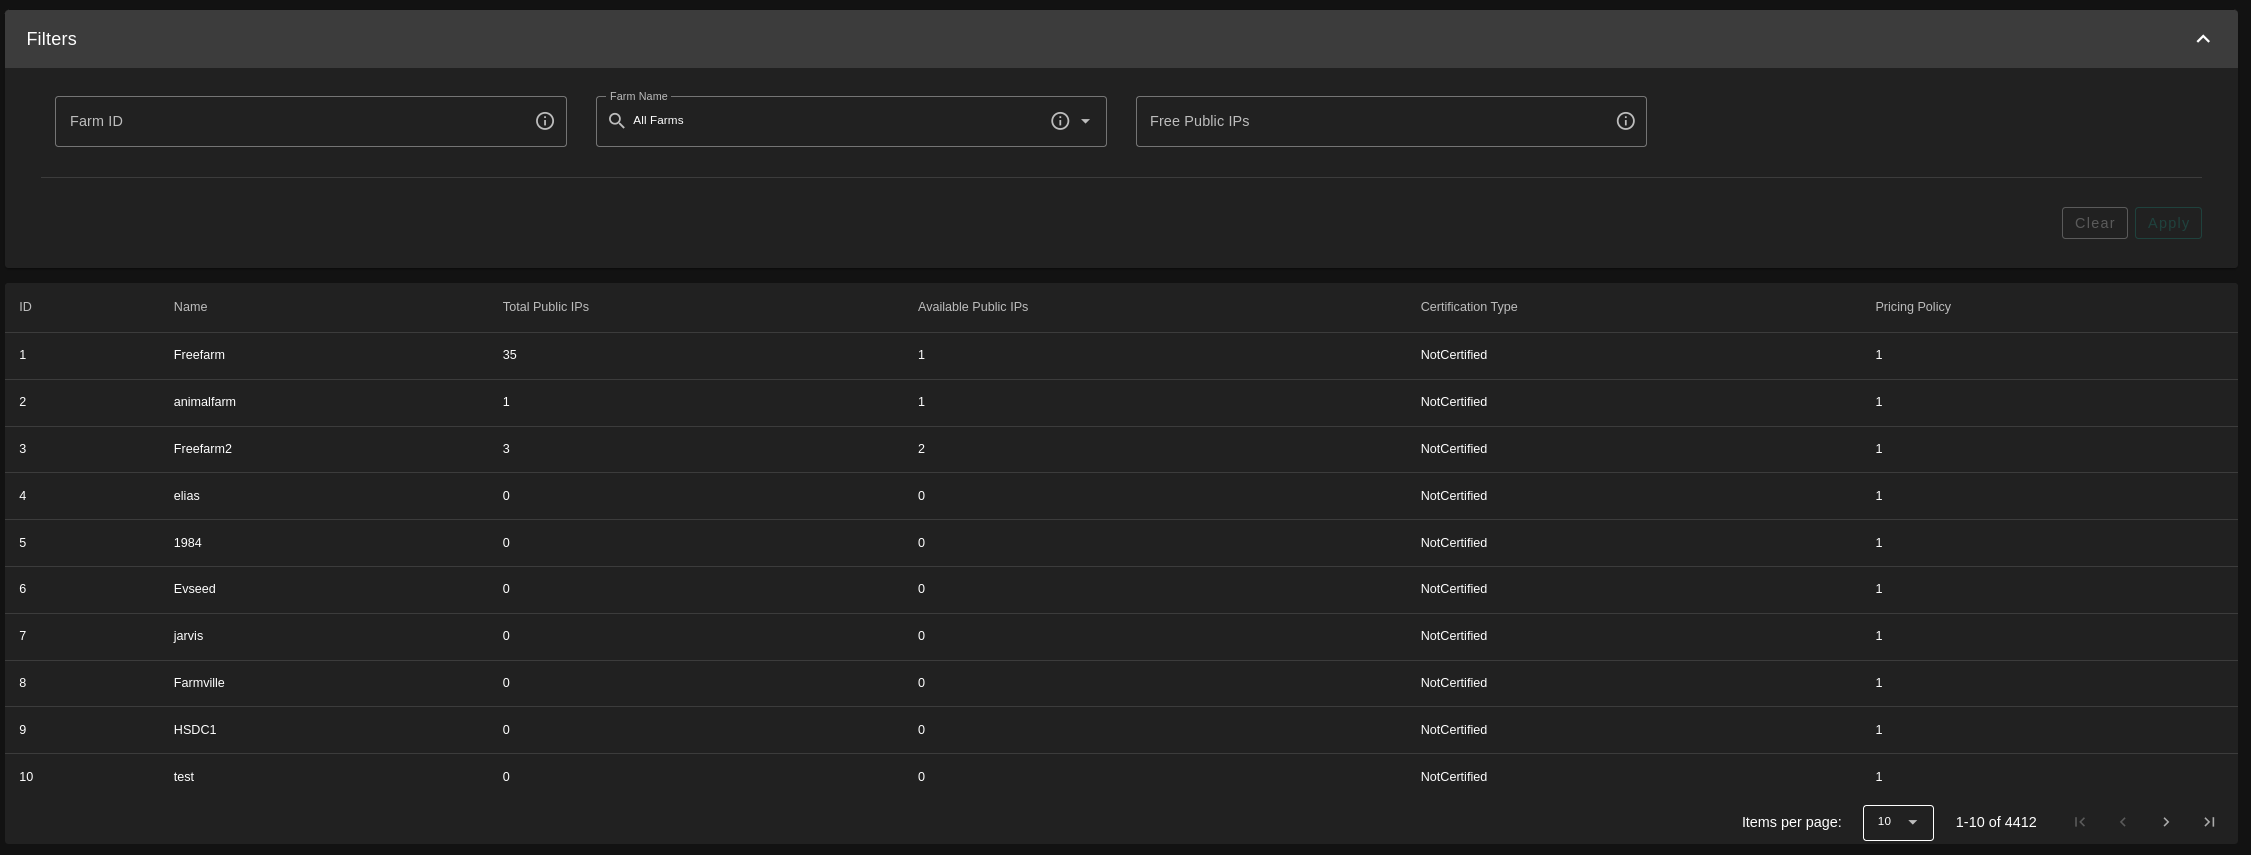 Filters
Farm ID
Farm Name
All Farms
Free Public IPs
Clear Apply
ID Name Total Public IPs Available Public IPs Certification Type Pricing Policy
1 Freefarm 35 1 NotCertified 1
2 animalfarm 1 1 NotCertified 1
3 Freefarm2 3 2 NotCertified 1
4 elias 0 0 NotCertified 1
5 1984 0 0 NotCertified 1
6 Evseed 0 0 NotCertified 1
7 jarvis 0 0 NotCertified 1
8 Farmville 0 0 NotCertified 1
9 HSDC1 0 0 NotCertified 1
10 test 0 0 NotCertified 1
Items per page: 10 1-10 of 4412